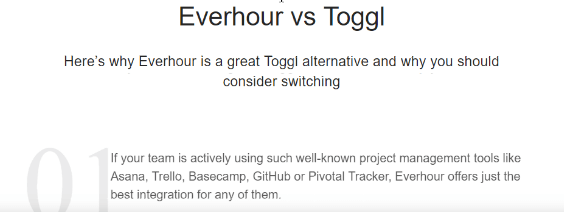 Everhour vs Toggl
Here's why Everhour is a great Toggl alternative and why you should
consider switching
01
If your team is actively using such well-known project management tools like
Asana, Trello, Basecamp, GitHub or Pivotal Tracker, Everhour offers just the
best integration for any of them.